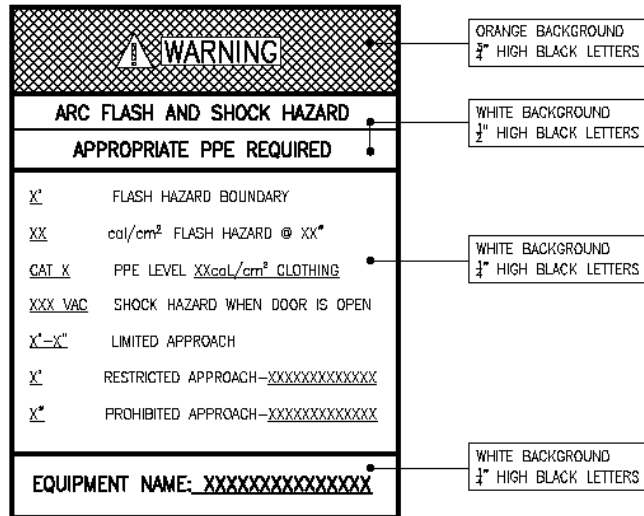 WARNING
ARC FLASH AND SHOCK HAZARD
APPROPRIATE PPE REQUIRED
X' FLASH HAZARD BOUNDARY
XX cal/cm² FLASH HAZARD @ XX"
CAT X PPE LEVEL XXcal/cm² CLOTHING
XXX VAC SHOCK HAZARD WHEN DOOR IS OPEN
X'-X" LIMITED APPROACH
X' RESTRICTED APPROACH-XXXXXXXXXXXXX
X" PROHIBITED APPROACH-XXXXXXXXXXXXX
EQUIPMENT NAME: XXXXXXXXXXXXXXX
ORANGE BACKGROUND
3/4" HIGH BLACK LETTERS
WHITE BACKGROUND
1/2" HIGH BLACK LETTERS
WHITE BACKGROUND
1/4" HIGH BLACK LETTERS
WHITE BACKGROUND
1/4" HIGH BLACK LETTERS